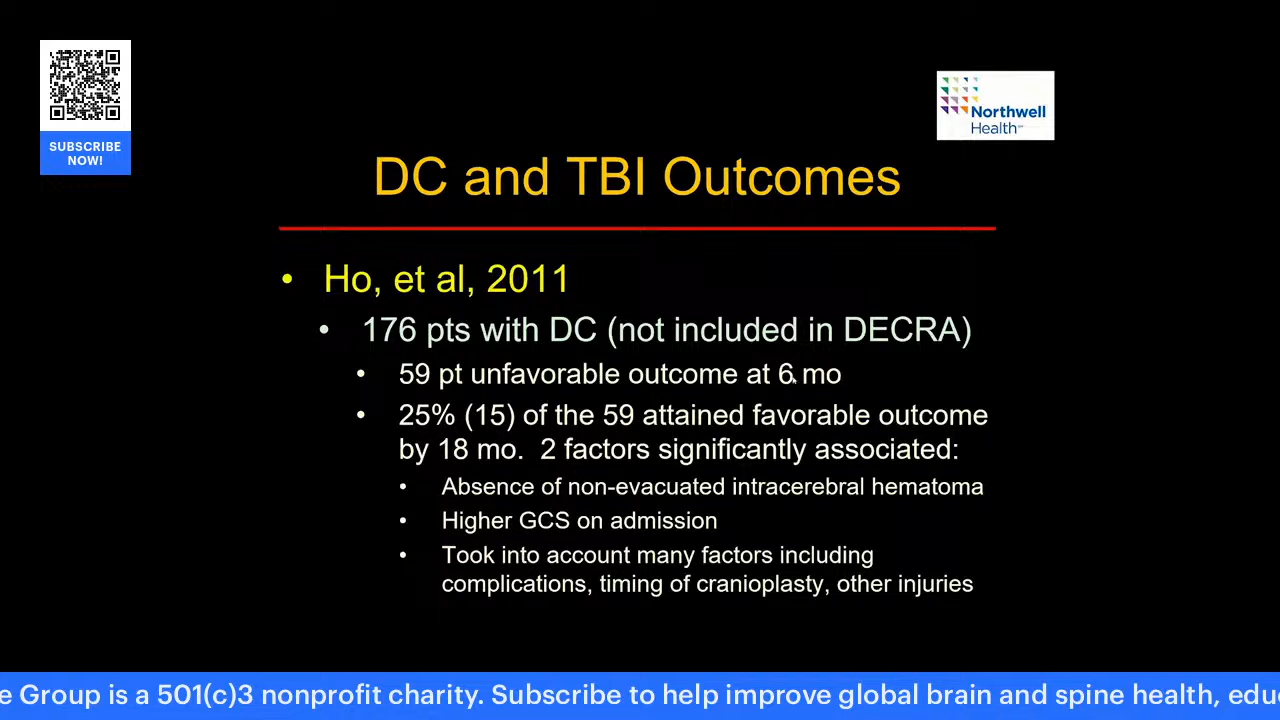 SUBSCRIBE
NOW!
Northwell
Health
DC and TBI Outcomes
• Ho, et al, 2011
• 176 pts with DC (not included in DECRA)
• 59 pt unfavorable outcome at 6 mo
• 25% (15) of the 59 attained favorable outcome
by 18 mo. 2 factors significantly associated:
• Absence of non-evacuated intracerebral hematoma
• Higher GCS on admission
• Took into account many factors including
complications, timing of cranioplasty, other injuries
e Group is a 501(c)3 nonprofit charity. Subscribe to help improve global brain and spine health, edu